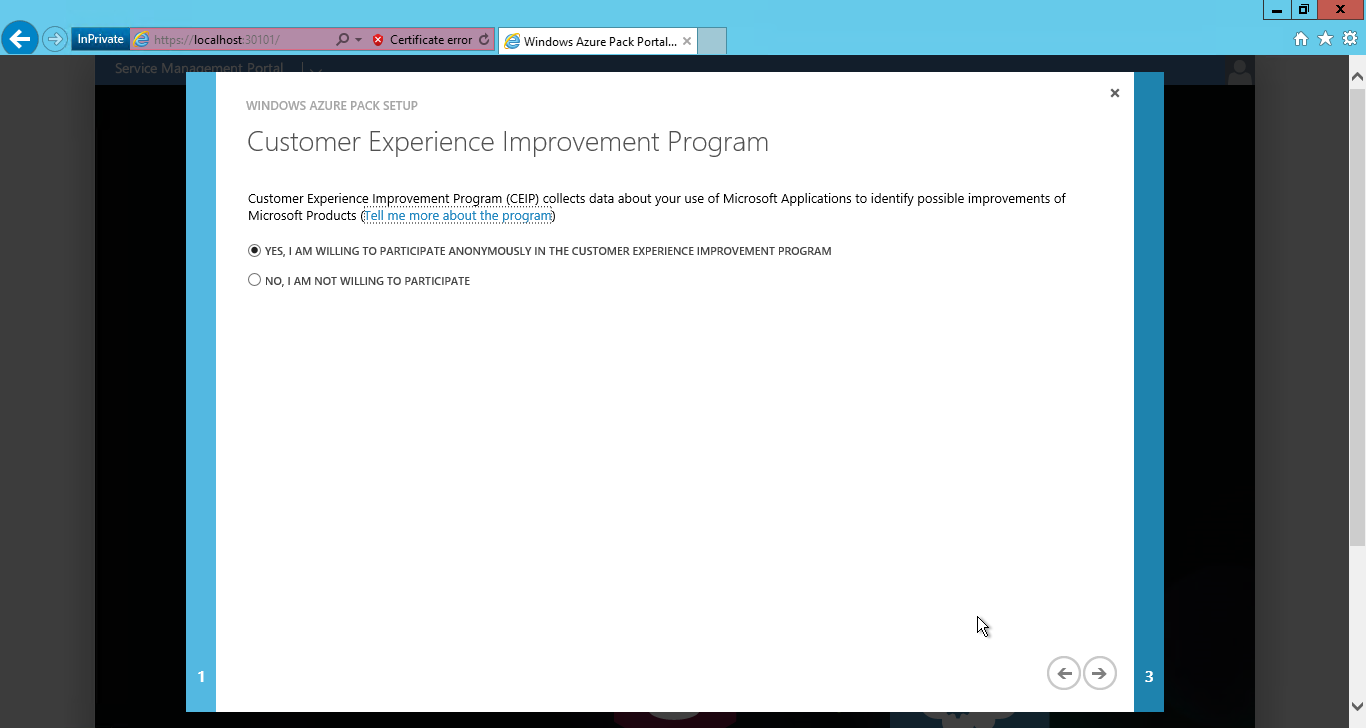 InPrivate
https://localhost:30101/
Certificate error
Windows Azure Pack Portal...
Service Management Portal
WINDOWS AZURE PACK SETUP
Customer Experience Improvement Program
Customer Experience Improvement Program (CEIP) collects data about your use of Microsoft Applications to identify possible improvements of
Microsoft Products (Tell me more about the program)
YES, I AM WILLING TO PARTICIPATE ANONYMOUSLY IN THE CUSTOMER EXPERIENCE IMPROVEMENT PROGRAM
NO, I AM NOT WILLING TO PARTICIPATE
1
3